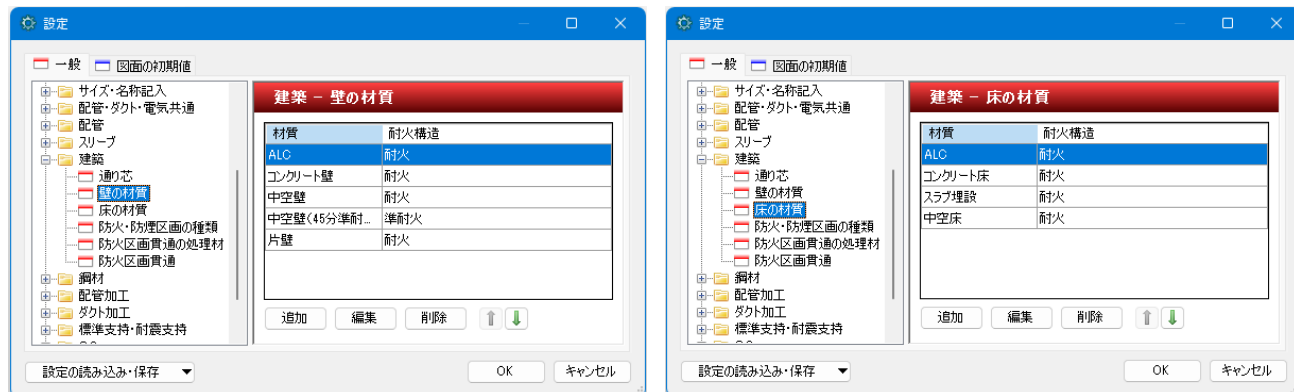 設定
一般 図面の初期値
サイズ・名称記入
配管・ダクト・電気共通
配管
スリーブ
建築
通り芯
壁の材質
床の材質
防火・防煙区画の種類
防火区画貫通の処理材
防火区画貫通
鋼材
配管加工
ダクト加工
標準支持・耐震支持
建築 - 壁の材質
材質 耐火構造
ALC 耐火
コンクリート壁 耐火
中空壁 耐火
中空壁(45分準耐... 準耐火
片壁 耐火
追加 編集 削除
設定の読み込み・保存
OK キャンセル
設定
一般 図面の初期値
サイズ・名称記入
配管・ダクト・電気共通
配管
スリーブ
建築
通り芯
壁の材質
床の材質
防火・防煙区画の種類
防火区画貫通の処理材
防火区画貫通
鋼材
配管加工
ダクト加工
標準支持・耐震支持
建築 - 床の材質
材質 耐火構造
ALC 耐火
コンクリート床 耐火
スラブ埋設 耐火
中空床 耐火
追加 編集 削除
設定の読み込み・保存
OK キャンセル